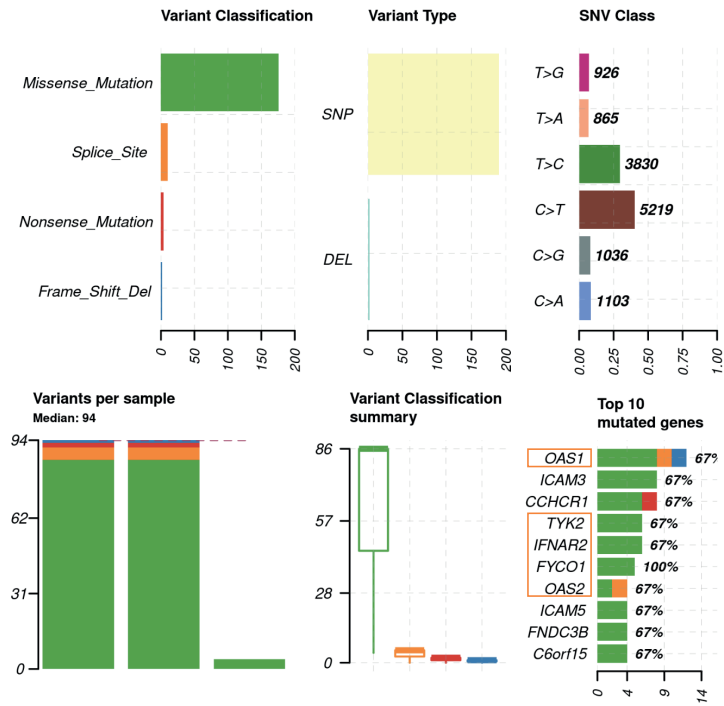 Variant Classification
Missense_Mutation
Splice_Site
Nonsense_Mutation
Frame_Shift_Del
0
50
100
150
200
Variant Type
SNP
DEL
0
50
100
150
200
SNV Class
T>G
926
T>A
865
T>C
3830
C>T
5219
C>G
1036
C>A
1103
0.00
0.25
0.50
0.75
1.00
Variants per sample
Median: 94
94
62
31
0
Variant Classification
summary
86
57
28
0
Top 10
mutated genes
OAS1
67%
ICAM3
67%
CCHCR1
67%
TYK2
67%
IFNAR2
67%
FYCO1
100%
OAS2
67%
ICAM5
67%
FNDC3B
67%
C6orf15
67%
0
4
9
14